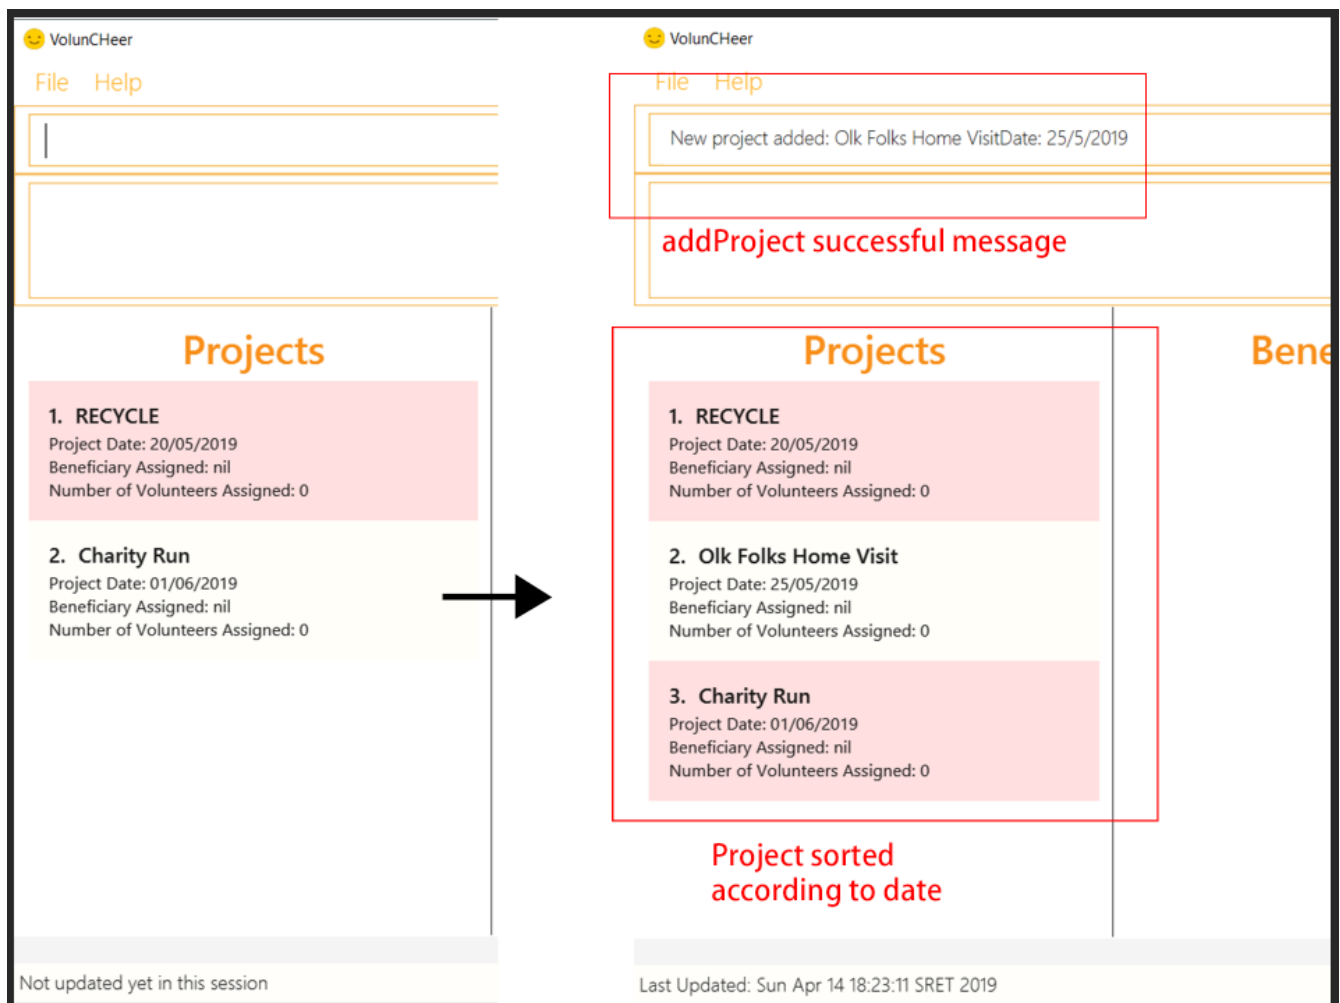 VolunCHeer
File Help
Projects
1. RECYCLE
Project Date: 20/05/2019
Beneficiary Assigned: nil
Number of Volunteers Assigned: 0
2. Charity Run
Project Date: 01/06/2019
Beneficiary Assigned: nil
Number of Volunteers Assigned: 0
Not updated yet in this session
VolunCHeer
File Help
New project added: Olk Folks Home VisitDate: 25/5/2019
addProject successful message
Projects
Bene
1. RECYCLE
Project Date: 20/05/2019
Beneficiary Assigned: nil
Number of Volunteers Assigned: 0
2. Olk Folks Home Visit
Project Date: 25/05/2019
Beneficiary Assigned: nil
Number of Volunteers Assigned: 0
3. Charity Run
Project Date: 01/06/2019
Beneficiary Assigned: nil
Number of Volunteers Assigned: 0
Project sorted
according to date
Last Updated: Sun Apr 14 18:23:11 SRET 2019